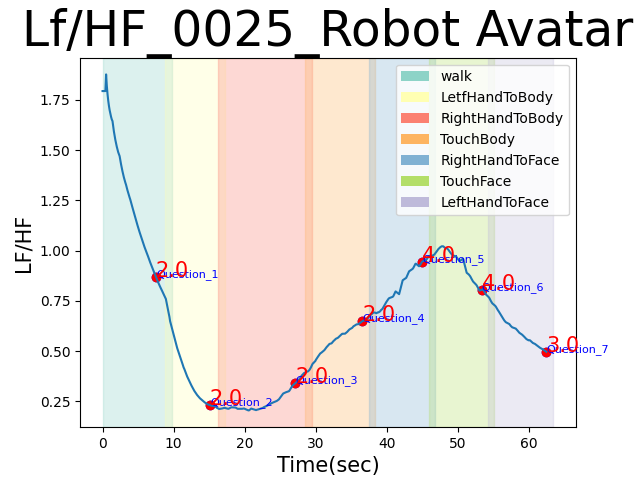 Lf/HF_0025_Robot Avatar
walk
LetfHandToBody
RightHandToBody
TouchBody
RightHandToFace
TouchFace
LeftHandToFace
1.75
1.50
1.25
1.00
0.75
0.50
0.25
LF/HF
2.0
Question_1
2.0
Question_2
2.0
Question_3
2.0
Question_4
4.0
Question_5
4.0
Question_6
3.0
Question_7
0 10 20 30 40 50 60
Time(sec)